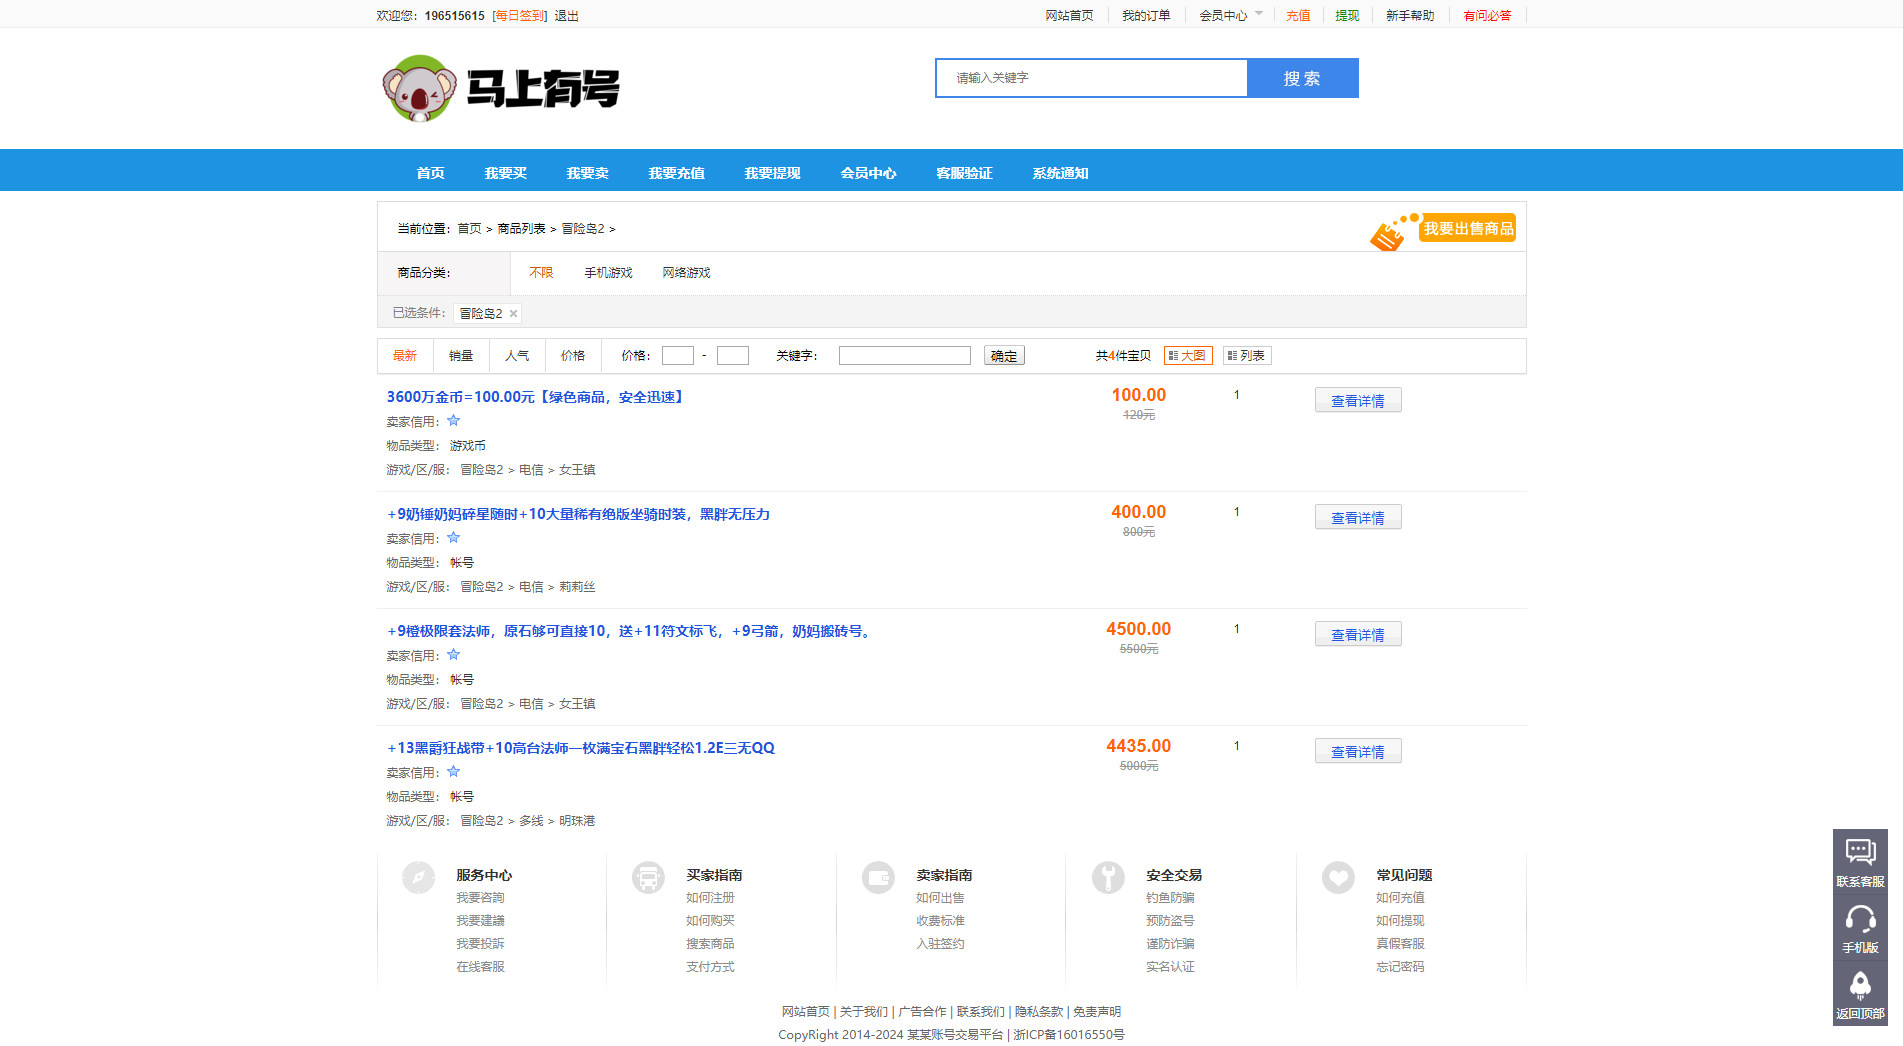 欢迎您：196515615 [每日签到] 退出
网站首页 我的订单 会员中心 充值 提现 新手帮助 有问必答
马上有号
请输入关键字 搜 索
首页 我要买 我要卖 我要充值 我要提现 会员中心 客服验证 系统通知
当前位置：首页 > 商品列表 > 冒险岛2 >
我要出售商品
商品分类： 不限 手机游戏 网络游戏
已选条件： 冒险岛2
最新 销量 人气 价格 价格： - 关键字： 确定 共4件宝贝 大图 列表
3600万金币=100.00元【绿色商品，安全迅速】 100.00 1 查看详情
120元
卖家信用：
物品类型： 游戏币
游戏/区/服： 冒险岛2 > 电信 > 女王镇
+9奶锤奶妈碎星随时+10大量稀有绝版坐骑时装，黑胖无压力 400.00 1 查看详情
800元
卖家信用：
物品类型： 帐号
游戏/区/服： 冒险岛2 > 电信 > 莉莉丝
+9橙极限套法师，原石够可直接10，送+11符文标飞，+9弓箭，奶妈搬砖号。 4500.00 1 查看详情
5500元
卖家信用：
物品类型： 帐号
游戏/区/服： 冒险岛2 > 电信 > 女王镇
+13黑爵狂战带+10高台法师一枚满宝石黑胖轻松1.2E三无QQ 4435.00 1 查看详情
5000元
卖家信用：
物品类型： 帐号
游戏/区/服： 冒险岛2 > 多线 > 明珠港
服务中心
我要咨詢
我要建議
我要投訴
在线客服
买家指南
如何注册
如何购买
搜索商品
支付方式
卖家指南
如何出售
收费标准
入驻签约
安全交易
钓鱼防骗
预防盗号
谨防诈骗
实名认证
常见问题
如何充值
如何提现
真假客服
忘记密码
联系客服
手机版
返回顶部
网站首页 | 关于我们 | 广告合作 | 联系我们 | 隐私条款 | 免责声明
CopyRight 2014-2024 某某账号交易平台 | 浙ICP备16016550号